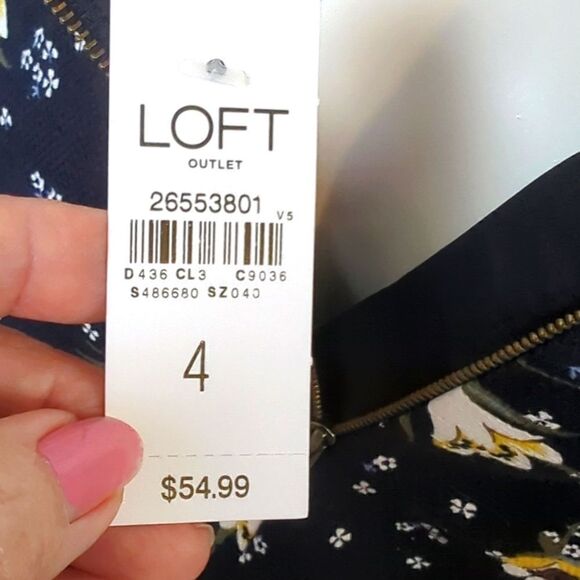 LOFT
OUTLET
26553801
V5
D436 CL3 C9036
S486680 SZ040
4
$54.99